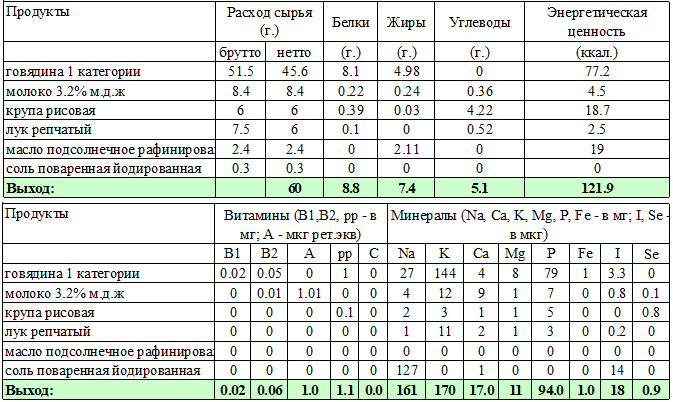 Продукты Расход сырья Белки Жиры Углеводы Энергетическая
(г.) ценность
брутто нетто (г.) (г.) (г.) (ккал.)
говядина 1 категории 51.5 45.6 8.1 4.98 0 77.2
молоко 3.2% м.д.ж 8.4 8.4 0.22 0.24 0.36 4.5
крупа рисовая 6 6 0.39 0.03 4.22 18.7
лук репчатый 7.5 6 0.1 0 0.52 2.5
масло подсолнечное рафинирова 2.4 2.4 0 2.11 0 19
соль поваренная йодированная 0.3 0.3 0 0 0 0
Выход: 60 8.8 7.4 5.1 121.9
Продукты Витамины (B1,B2, pp - в Минералы (Na, Ca, K, Mg, P, Fe - в мг; I, Se -
мг; A - мкг рет.экв) в мкг)
B1 B2 A pp C Na K Ca Mg P Fe I Se
говядина 1 категории 0.02 0.05 0 1 0 27 144 4 8 79 1 3.3 0
молоко 3.2% м.д.ж 0 0.01 1.01 0 0 4 12 9 1 7 0 0.8 0.1
крупа рисовая 0 0 0 0.1 0 2 3 1 1 5 0 0 0.8
лук репчатый 0 0 0 0 0 1 11 2 1 3 0 0.2 0
масло подсолнечное рафинирова 0 0 0 0 0 0 0 0 0 0 0 0 0
соль поваренная йодированная 0 0 0 0 0 127 0 1 0 0 0 14 0
Выход: 0.02 0.06 1.0 1.1 0.0 161 170 17.0 11 94.0 1.0 18 0.9